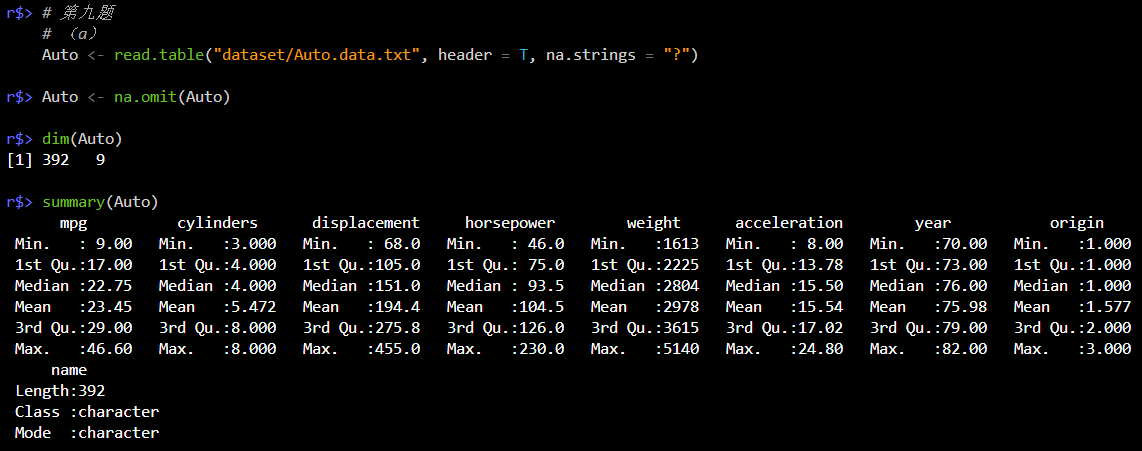 r$> # 第九题
# （a）
Auto <- read.table("dataset/Auto.data.txt", header = T, na.strings = "?")
r$> Auto <- na.omit(Auto)
r$> dim(Auto)
[1] 392   9
r$> summary(Auto)
      mpg          cylinders      displacement     horsepower        weight      acceleration        year           origin
 Min.   : 9.00   Min.   :3.000   Min.   : 68.0   Min.   : 46.0   Min.   :1613   Min.   : 8.00   Min.   :70.00   Min.   :1.000
 1st Qu.:17.00   1st Qu.:4.000   1st Qu.:105.0   1st Qu.: 75.0   1st Qu.:2225   1st Qu.:13.78   1st Qu.:73.00   1st Qu.:1.000
 Median :22.75   Median :4.000   Median :151.0   Median : 93.5   Median :2804   Median :15.50   Median :76.00   Median :1.000
 Mean   :23.45   Mean   :5.472   Mean   :194.4   Mean   :104.5   Mean   :2978   Mean   :15.54   Mean   :75.98   Mean   :1.577
 3rd Qu.:29.00   3rd Qu.:8.000   3rd Qu.:275.8   3rd Qu.:126.0   3rd Qu.:3615   3rd Qu.:17.02   3rd Qu.:79.00   3rd Qu.:2.000
 Max.   :46.60   Max.   :8.000   Max.   :455.0   Max.   :230.0   Max.   :5140   Max.   :24.80   Max.   :82.00   Max.   :3.000
     name
 Length:392
 Class :character
 Mode  :character